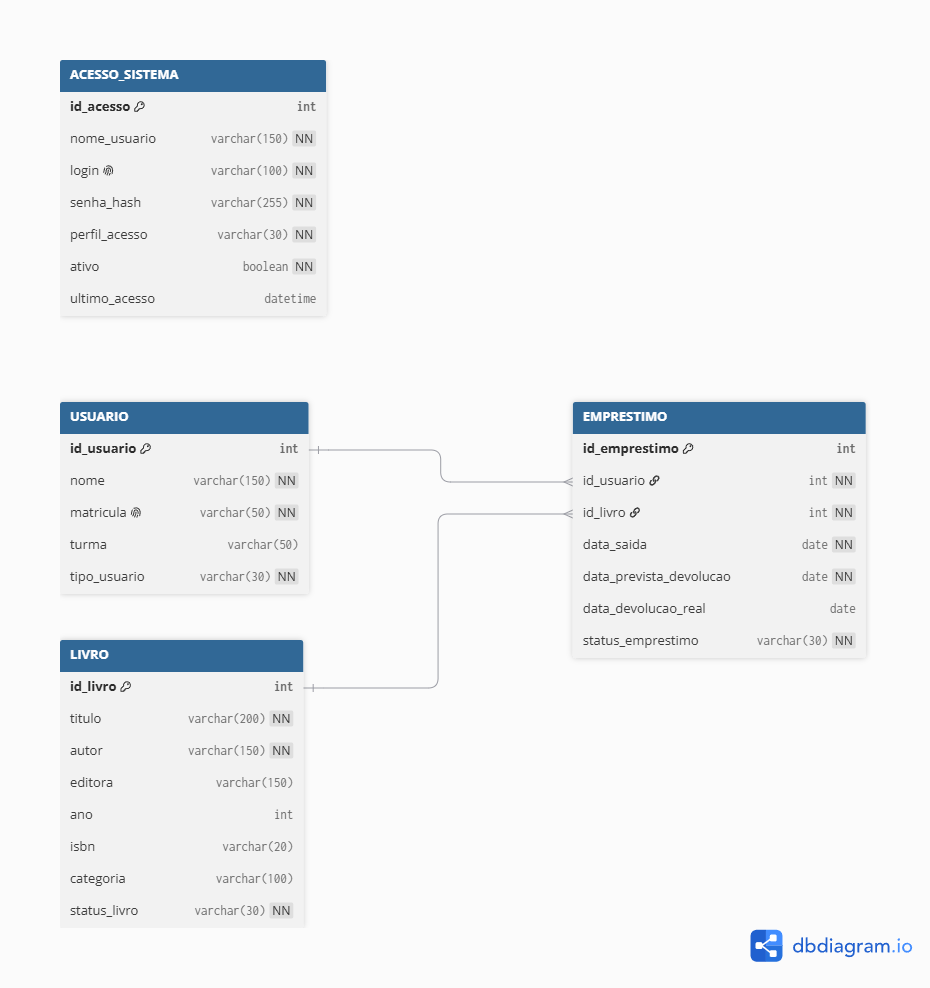 ACESSO_SISTEMA
id_acesso int
nome_usuario varchar(150) NN
login varchar(100) NN
senha_hash varchar(255) NN
perfil_acesso varchar(30) NN
ativo boolean NN
ultimo_acesso datetime
USUARIO
id_usuario int
nome varchar(150) NN
matricula varchar(50) NN
turma varchar(50)
tipo_usuario varchar(30) NN
EMPRESTIMO
id_emprestimo int
id_usuario int NN
id_livro int NN
data_saida date NN
data_prevista_devolucao date NN
data_devolucao_real date
status_emprestimo varchar(30) NN
LIVRO
id_livro int
titulo varchar(200) NN
autor varchar(150) NN
editora varchar(150)
ano int
isbn varchar(20)
categoria varchar(100)
status_livro varchar(30) NN
dbdiagram.io